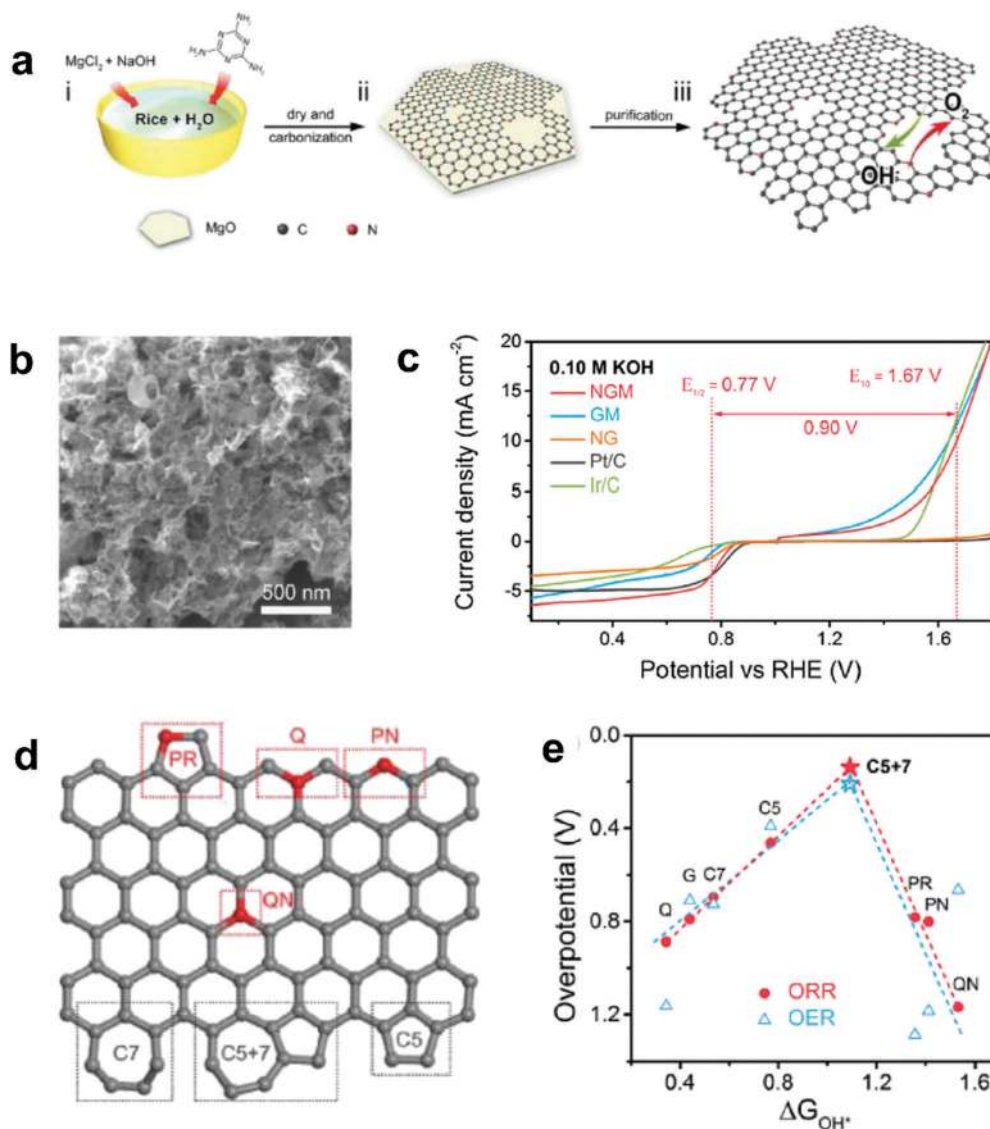 a
MgCl₂ + NaOH
NH₂
H₂N
NH₂
N
N
N
i
Rice + H₂O
dry and
carbonization
ii
purification
iii
O₂
OH⁻
MgO
C
N
b
500 nm
c
Current density (mA cm⁻²)
20
15
10
5
0
-5
0.10 M KOH
NGM
GM
NG
Pt/C
Ir/C
E₁/₂ = 0.77 V
E₁₀ = 1.67 V
0.90 V
0.4
0.8
1.2
1.6
Potential vs RHE (V)
d
PR
Q
PN
QN
C7
C5+7
C5
e
Overpotential (V)
0.0
0.4
0.8
1.2
C5+7
C5
G
C7
Q
PR
PN
QN
ORR
OER
0.4
0.8
1.2
1.6
ΔG_OH*